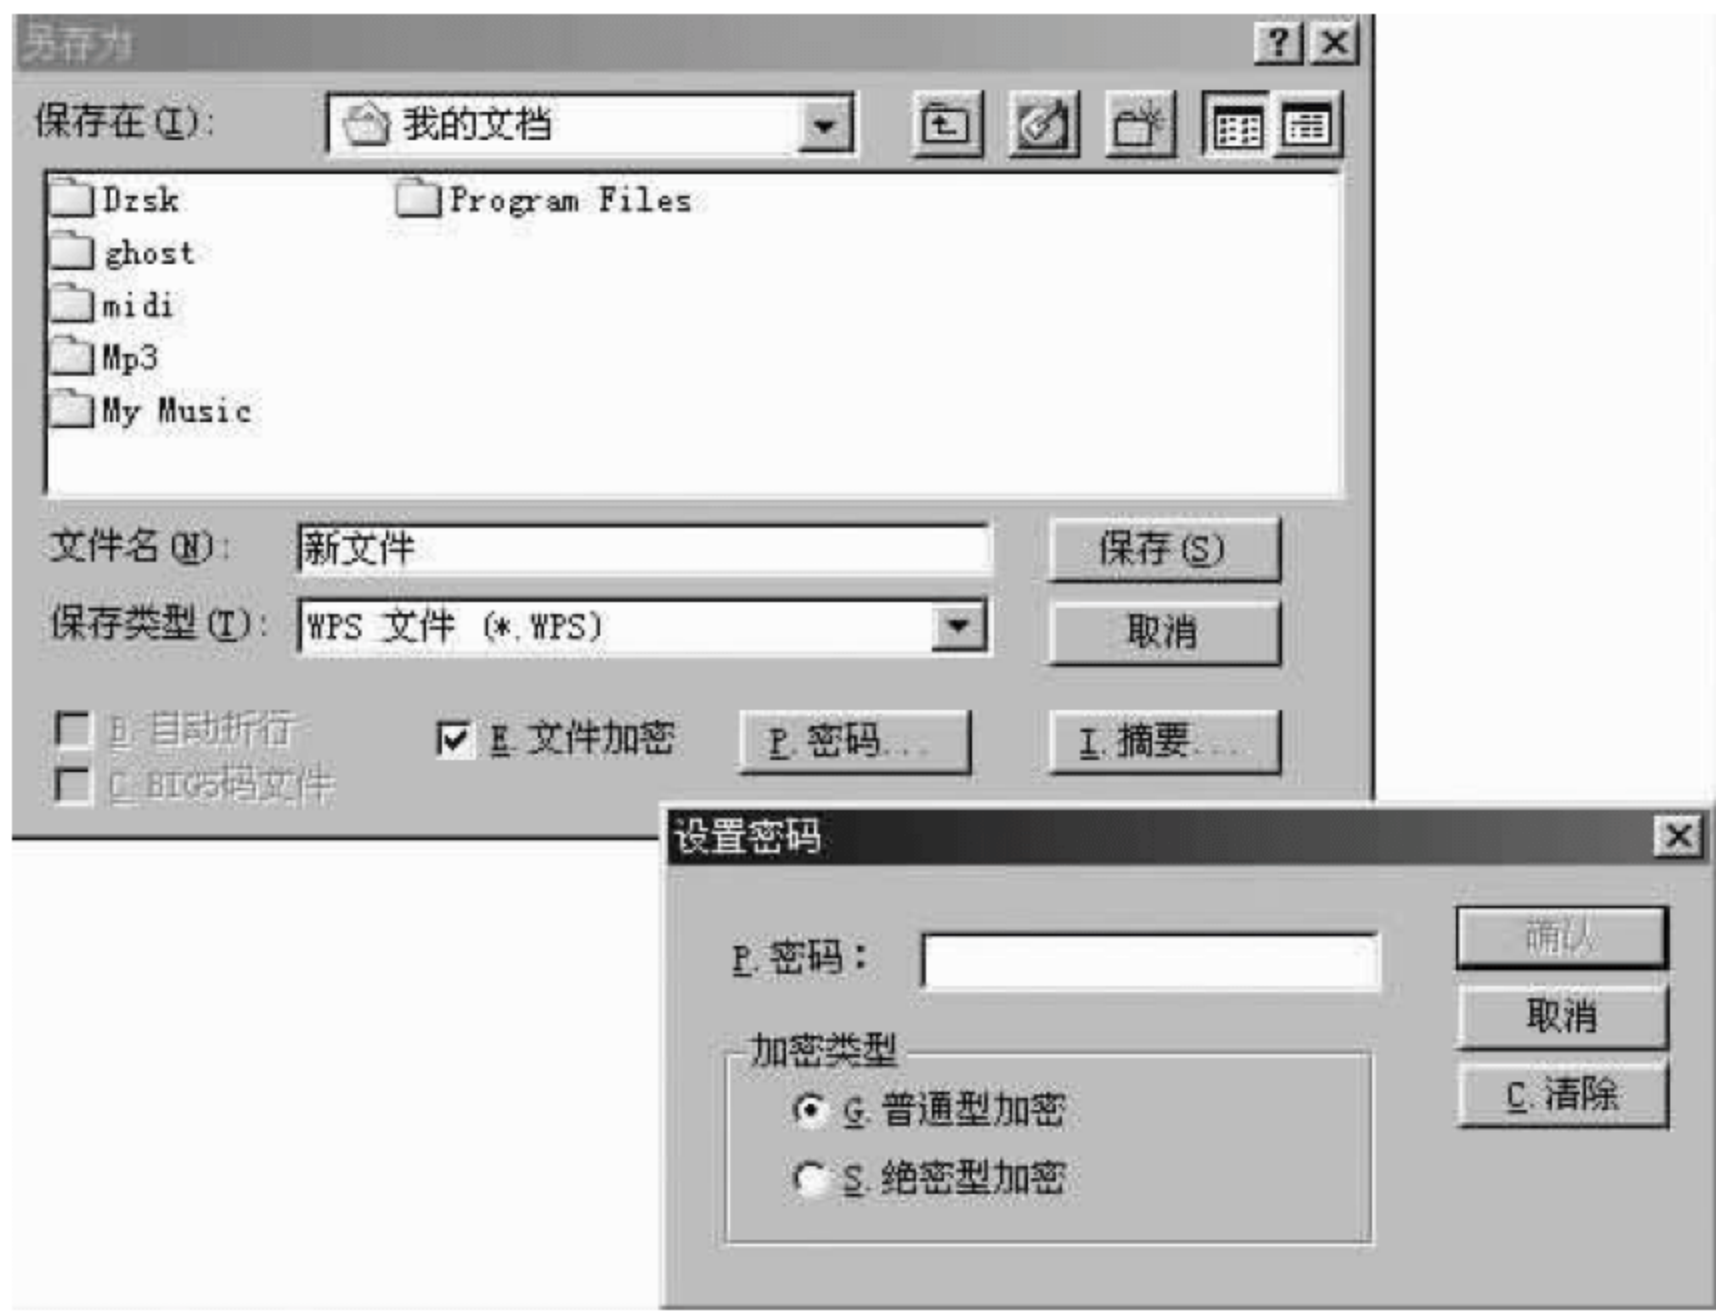 另存为
保存在(I):
我的文档
Dzsk
Program Files
ghost
midi
Mp3
My Music
文件名(N):
新文件
保存(S)
保存类型(T):
WPS 文件 (*.WPS)
取消
B.自动折行
E.文件加密
P.密码...
I.摘要...
C.BIG5码文件
设置密码
P.密码：
确认
取消
加密类型
C.清除
G.普通型加密
S.绝密型加密